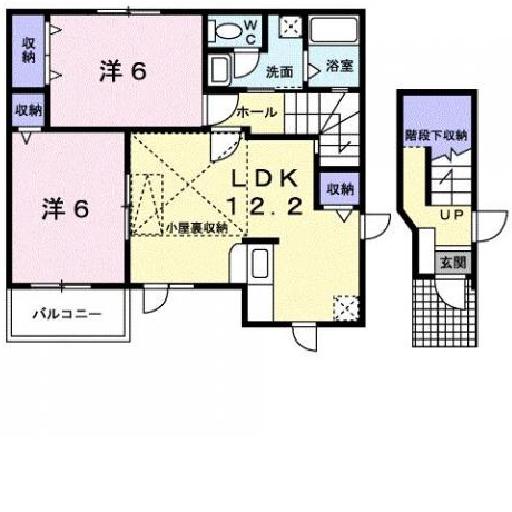 収納
洋 6
WC
洗面
浴室
収納
ホール
階段下収納
洋 6
LDK
12.2
収納
小屋裏収納
UP
玄関
バルコニー